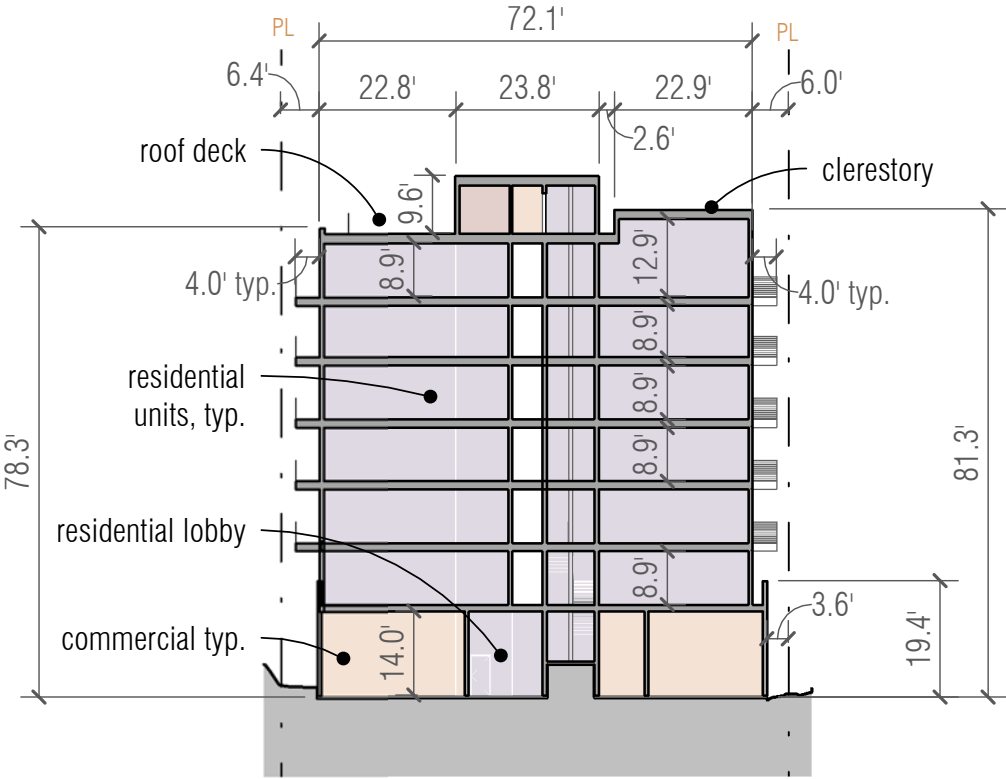 72.1'
PL
PL
6.4'
22.8'
23.8'
22.9'
6.0'
2.6'
roof deck
clerestory
9.6'
12.9'
8.9'
4.0' typ.
4.0' typ.
8.9'
residential
units, typ.
8.9'
78.3'
81.3'
8.9'
residential lobby
8.9'
3.6'
19.4'
commercial typ.
14.0'